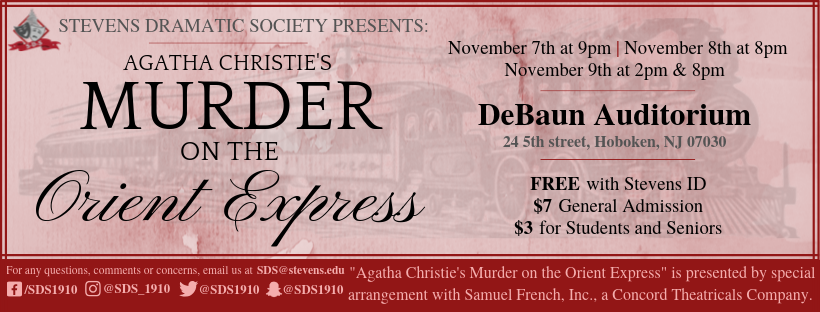 STEVENS DRAMATIC SOCIETY PRESENTS:
AGATHA CHRISTIE'S
MURDER
ON THE
Orient Express
November 7th at 9pm | November 8th at 8pm
November 9th at 2pm & 8pm
DeBaun Auditorium
24 5th street, Hoboken, NJ 07030
FREE with Stevens ID
$7 General Admission
$3 for Students and Seniors
For any questions, comments or concerns, email us at SDS@stevens.edu
/SDS1910 @SDS_1910 @SDS1910 @SDS1910
"Agatha Christie's Murder on the Orient Express" is presented by special
arrangement with Samuel French, Inc., a Concord Theatricals Company.